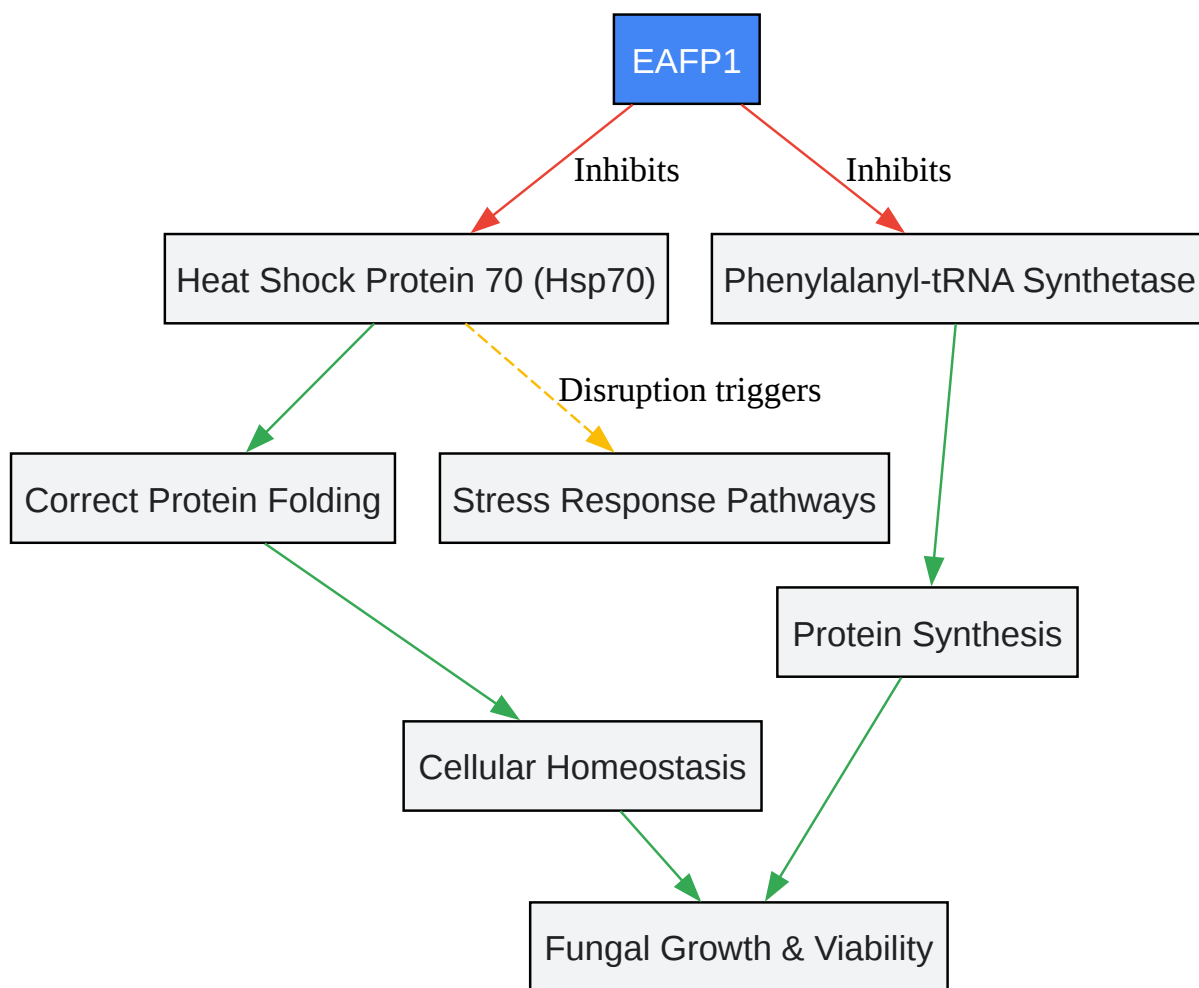 EAFP1
Inhibits
Inhibits
Heat Shock Protein 70 (Hsp70)
Phenylalanyl-tRNA Synthetase
Disruption triggers
Correct Protein Folding
Stress Response Pathways
Protein Synthesis
Cellular Homeostasis
Fungal Growth & Viability